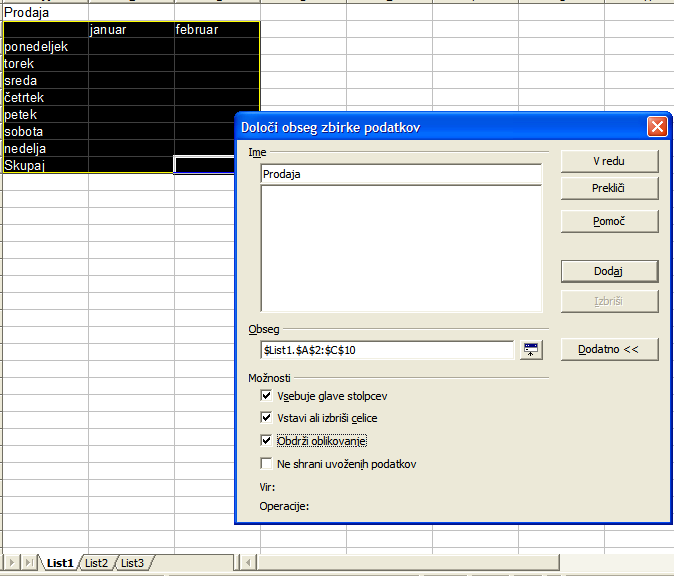 Prodaja
januar februar
ponedeljek
torek
sreda
četrtek
petek
sobota
nedelja
Skupaj
Določi obseg zbirke podatkov
Ime
Prodaja
V redu
Prekliči
Pomoč
Dodaj
Izbriši
Obseg
$List1.$A$2:$C$10
Dodatno <<
Možnosti
Vsebuje glave stolpcev
Vstavi ali izbriši celice
Obdrži oblikovanje
Ne shrani uvoženih podatkov
Vir:
Operacije:
List1 List2 List3